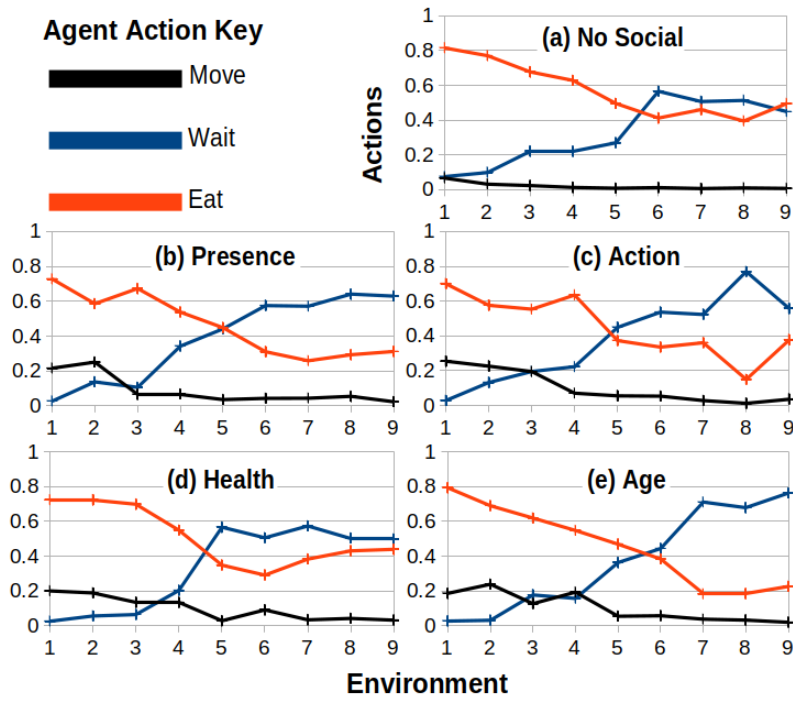 Agent Action Key
Move
Wait
Eat
(a) No Social
Actions
1
0.8
0.6
0.4
0.2
0
1 2 3 4 5 6 7 8 9
(b) Presence
1
0.8
0.6
0.4
0.2
0
1 2 3 4 5 6 7 8 9
(c) Action
1
0.8
0.6
0.4
0.2
0
1 2 3 4 5 6 7 8 9
(d) Health
1
0.8
0.6
0.4
0.2
0
1 2 3 4 5 6 7 8 9
(e) Age
1
0.8
0.6
0.4
0.2
0
1 2 3 4 5 6 7 8 9
Environment